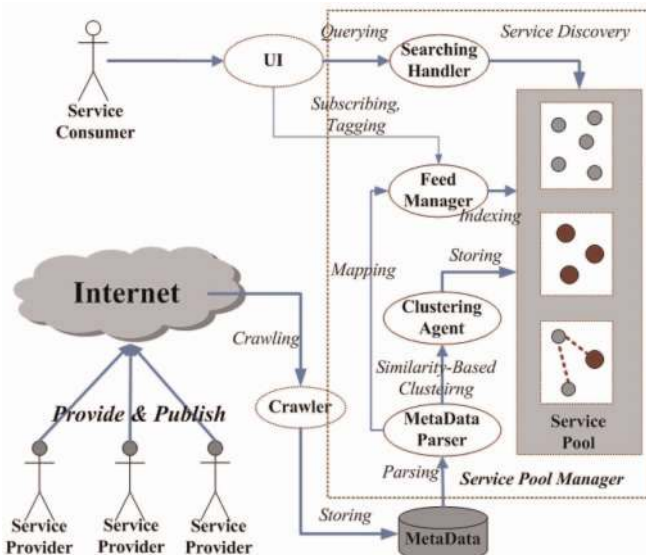 Querying
Service Discovery
UI
Searching
Handler
Service
Consumer
Subscribing,
Tagging
Feed
Manager
Indexing
Storing
Mapping
Internet
Clustering
Agent
Crawling
Similarity-Based
Clusteirng
Crawler
Provide & Publish
MetaData
Parser
Service
Pool
Parsing
Service Pool Manager
Service
Provider
Service
Provider
Service
Provider
Storing
MetaData